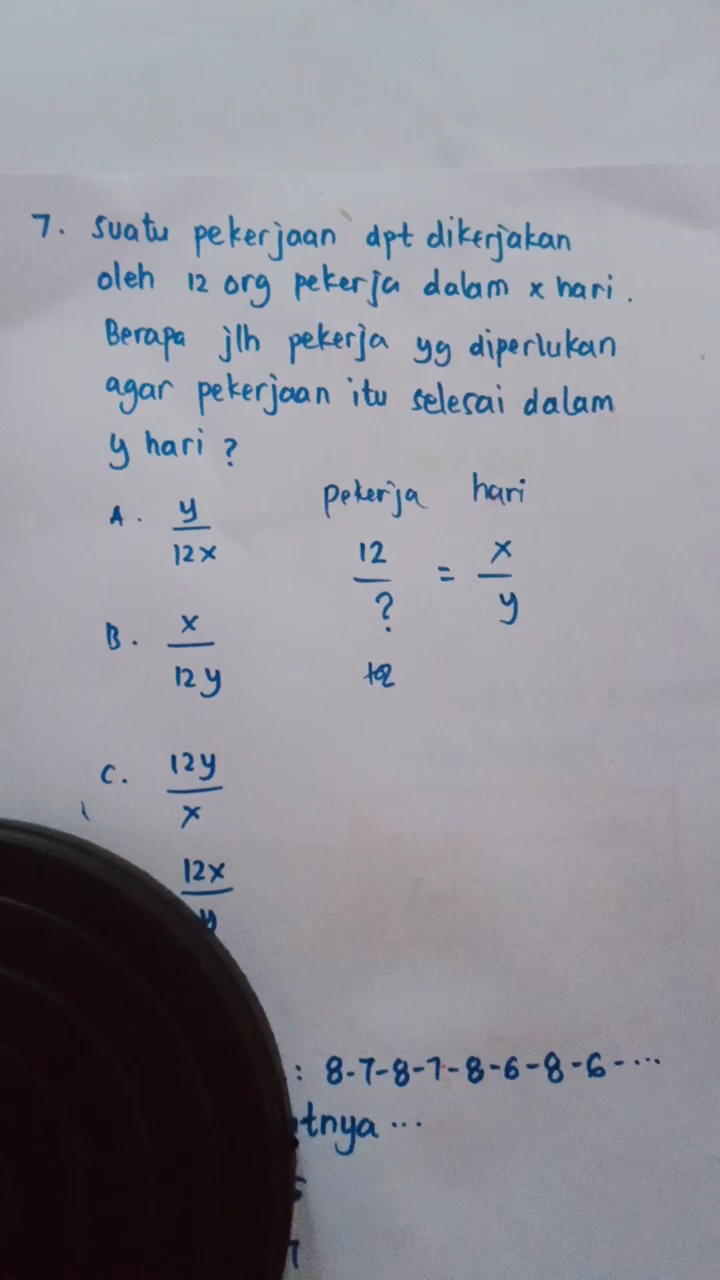 7. Suatu pekerjaan dpt dikerjakan
oleh 12 org pekerja dalam x hari.
Berapa jlh pekerja yg diperlukan
agar pekerjaan itu selesai dalam
y hari?
A. y/12x
pekerja hari
12/? = x/y
B. x/12y
C. 12y/x
12x/y
: 8-7-8-7-8-6-8-6-...
tnya ...